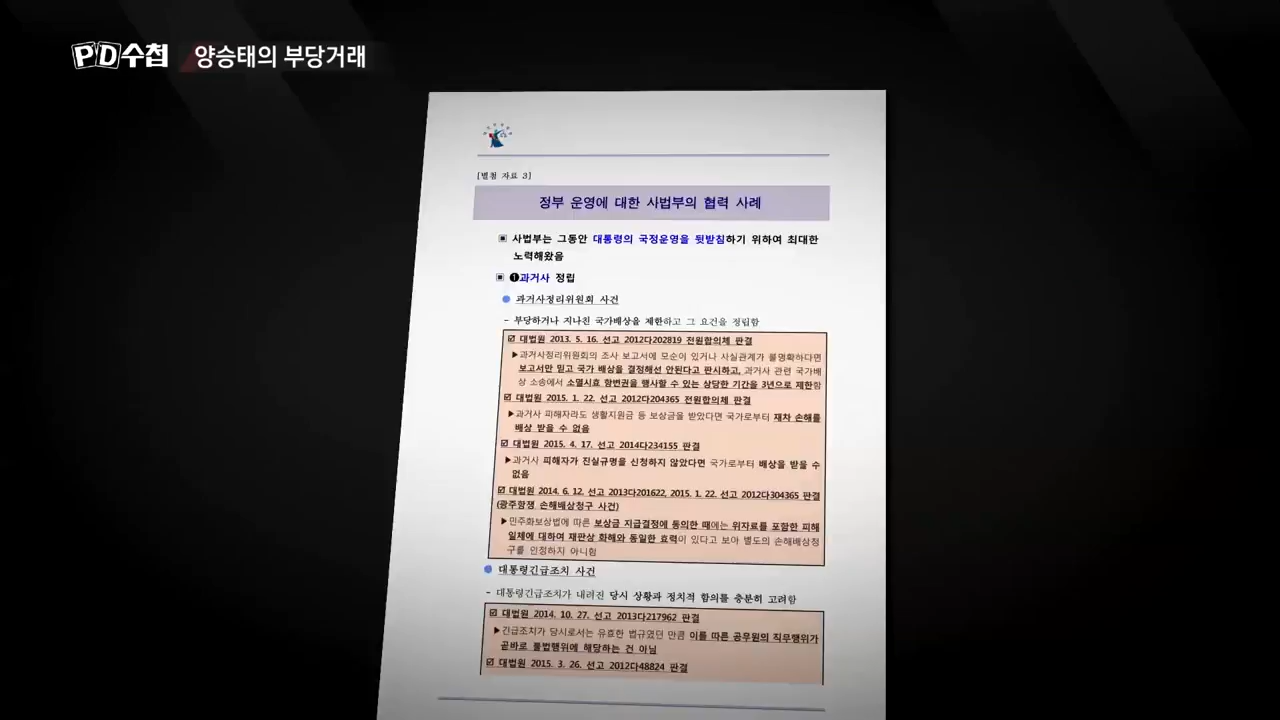 PD수첩 양승태의 부당거래
[별첨 자료 3]
정부 운영에 대한 사법부의 협력 사례
▣ 사법부는 그동안 대통령의 국정운영을 뒷받침하기 위하여 최대한
노력해왔음
▣ ❶과거사 정립
● 과거사정리위원회 사건
- 부당하거나 지나친 국가배상을 제한하고 그 요건을 정립함
☑ 대법원 2013. 5. 16. 선고 2012다202819 전원합의체 판결
▶과거사정리위원회의 조사 보고서에 모순이 있거나 사실관계가 불명확하다면
보고서만 믿고 국가 배상을 결정해선 안된다고 판시하고, 과거사 관련 국가배
상 소송에서 소멸시효 항변권을 행사할 수 있는 상당한 기간을 3년으로 제한함
☑ 대법원 2015. 1. 22. 선고 2012다204365 전원합의체 판결
▶과거사 피해자라도 생활지원금 등 보상금을 받았다면 국가로부터 재차 손해를
배상 받을 수 없음
☑ 대법원 2015. 4. 17. 선고 2014다234155 판결
▶과거사 피해자가 진실규명을 신청하지 않았다면 국가로부터 배상을 받을 수
없음
☑ 대법원 2014. 6. 12. 선고 2013다201622, 2015. 1. 22. 선고 2012다304365 판결
(광주항쟁 손해배상청구 사건)
▶민주화보상법에 따른 보상금 지급결정에 동의한 때에는 위자료를 포함한 피해
일체에 대하여 재판상 화해와 동일한 효력이 있다고 보아 별도의 손해배상청
구를 인정하지 아니함
● 대통령긴급조치 사건
- 대통령긴급조치가 내려진 당시 상황과 정치적 함의를 충분히 고려함
☑ 대법원 2014. 10. 27. 선고 2013다217962 판결
▶긴급조치가 당시로서는 유효한 법규였던 만큼 이를 따른 공무원의 직무행위가
곧바로 불법행위에 해당하는 건 아님
☑ 대법원 2015. 3. 26. 선고 2012다48824 판결